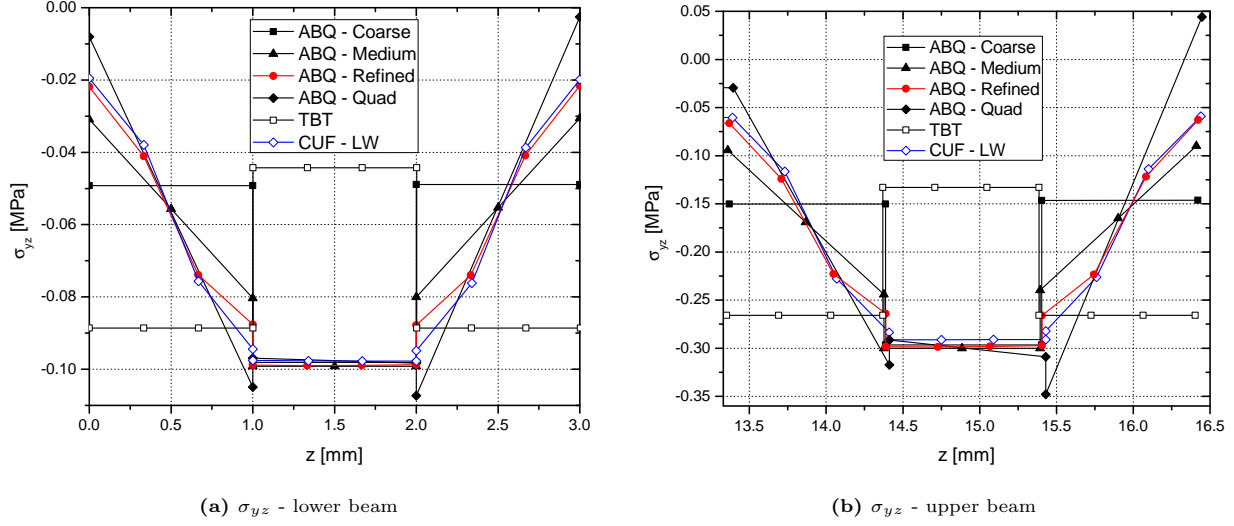 0.00
-0.02
-0.04
-0.06
-0.08
-0.10
σyz [MPa]
ABQ - Coarse
ABQ - Medium
ABQ - Refined
ABQ - Quad
TBT
CUF - LW
0.0 0.5 1.0 1.5 2.0 2.5 3.0
z [mm]
(a) σyz - lower beam
0.05
0.00
-0.05
-0.10
-0.15
-0.20
-0.25
-0.30
-0.35
σyz [MPa]
ABQ - Coarse
ABQ - Medium
ABQ - Refined
ABQ - Quad
TBT
CUF - LW
13.5 14.0 14.5 15.0 15.5 16.0 16.5
z [mm]
(b) σyz - upper beam